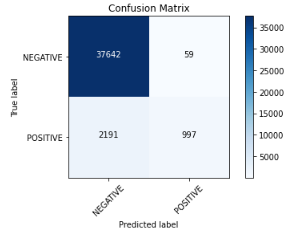 Confusion Matrix
NEGATIVE
POSITIVE
True label
37642
59
2191
997
NEGATIVE
POSITIVE
Predicted label
35000
30000
25000
20000
15000
10000
5000